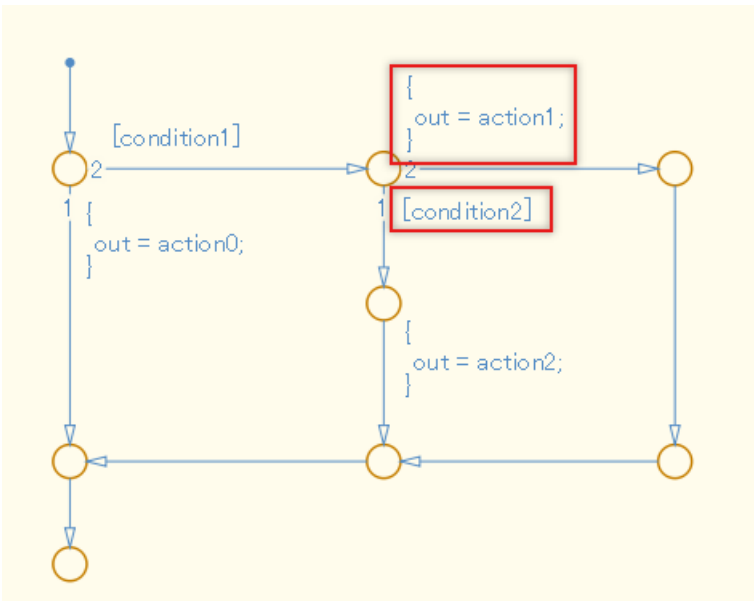 {
out = action1;
}
[condition1]
2
2
1
{
out = action0;
}
1
[condition2]
{
out = action2;
}